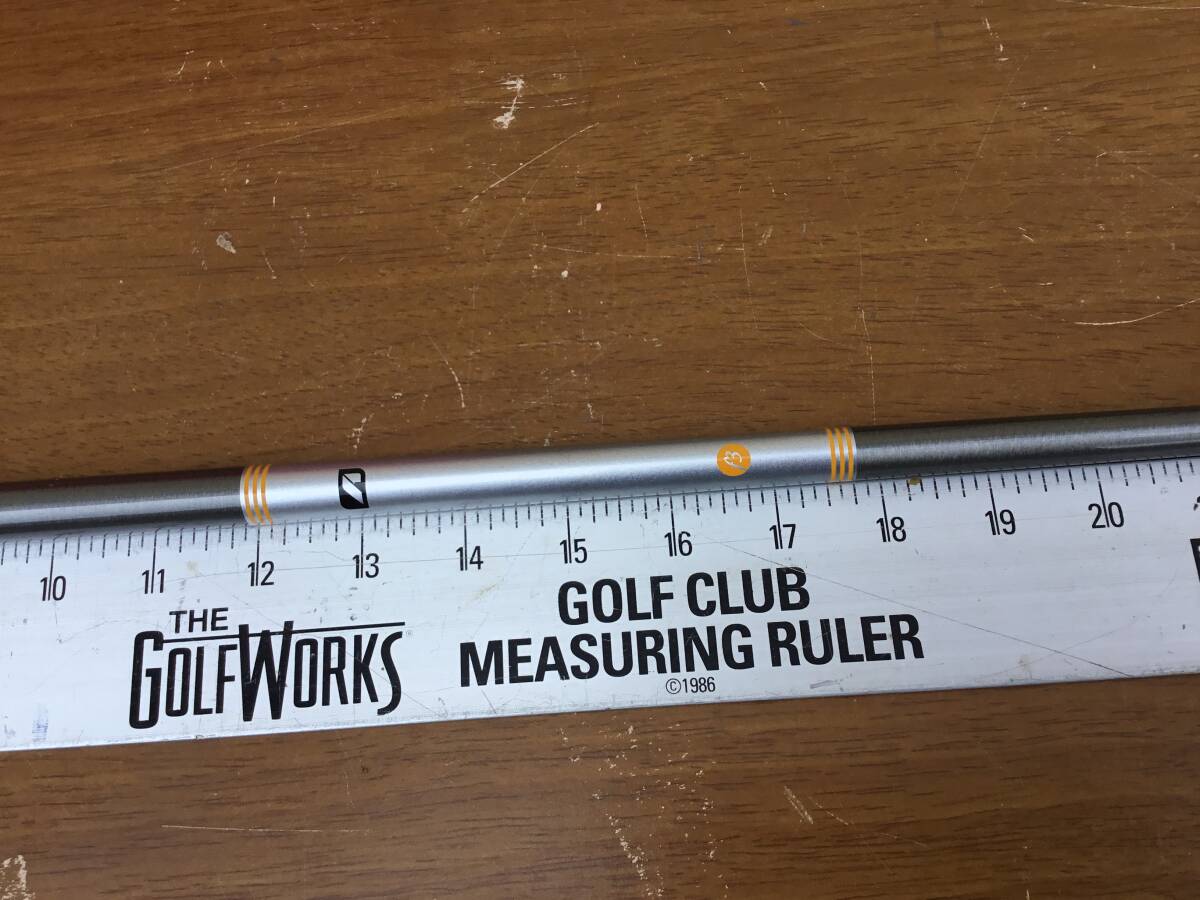 10 11 12 13 14 15 16 17 18 19 20
THE
GOLFWORKS
GOLF CLUB
MEASURING RULER
©1986